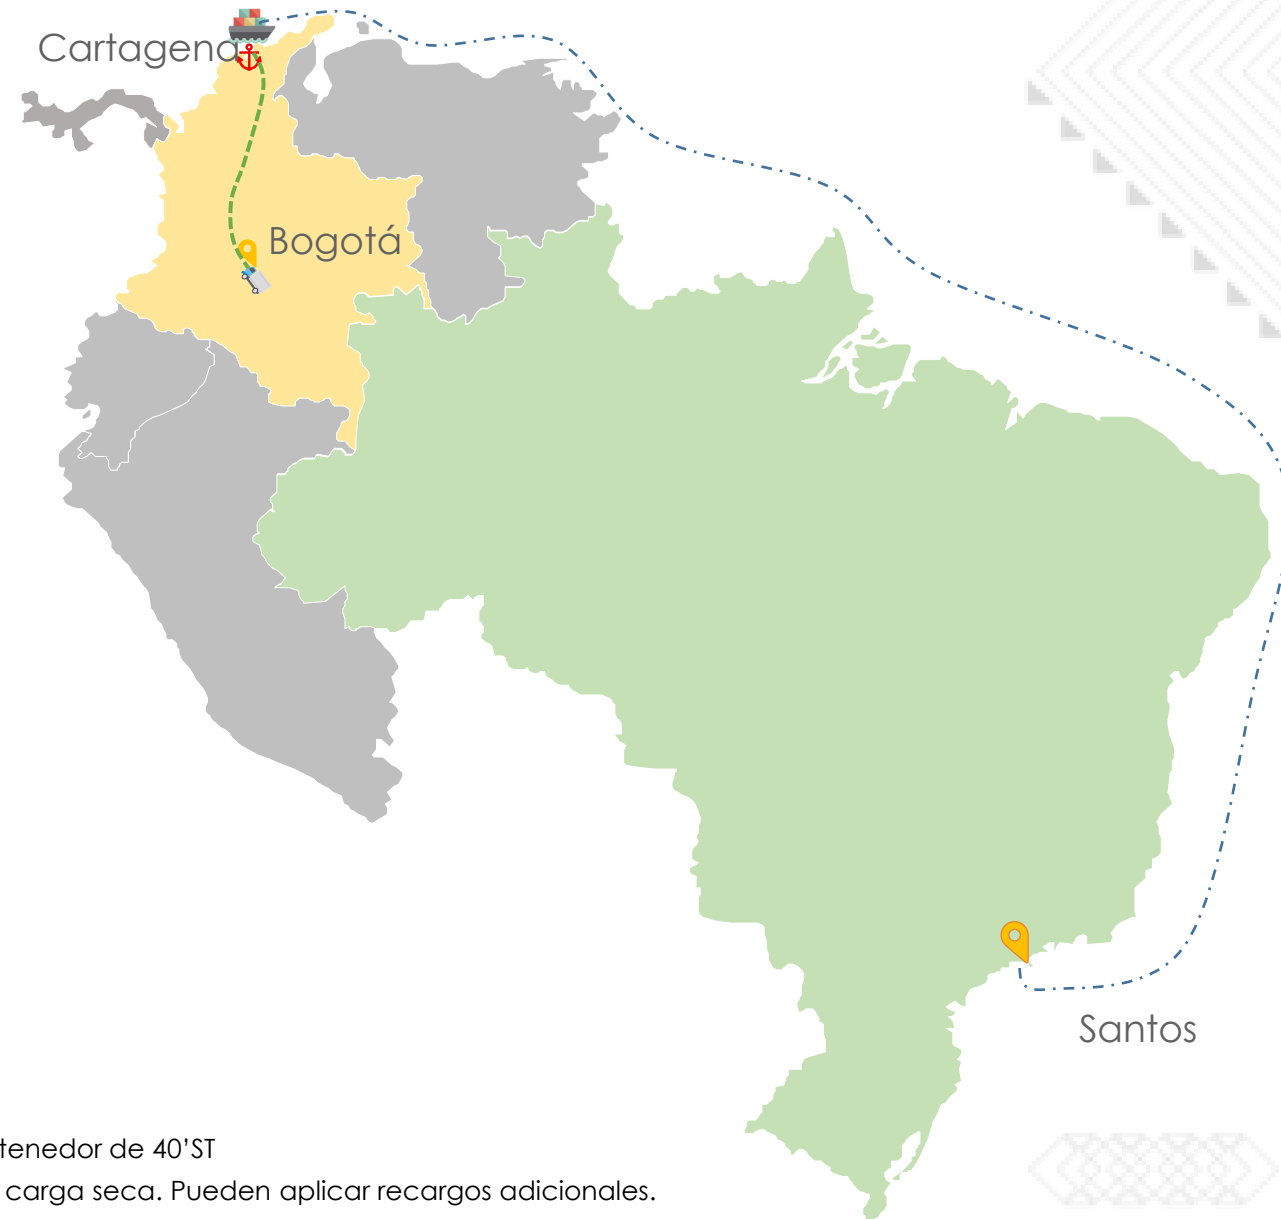 Cartagena
Bogotá
Santos
tenedor de 40’ST
carga seca. Pueden aplicar recargos adicionales.